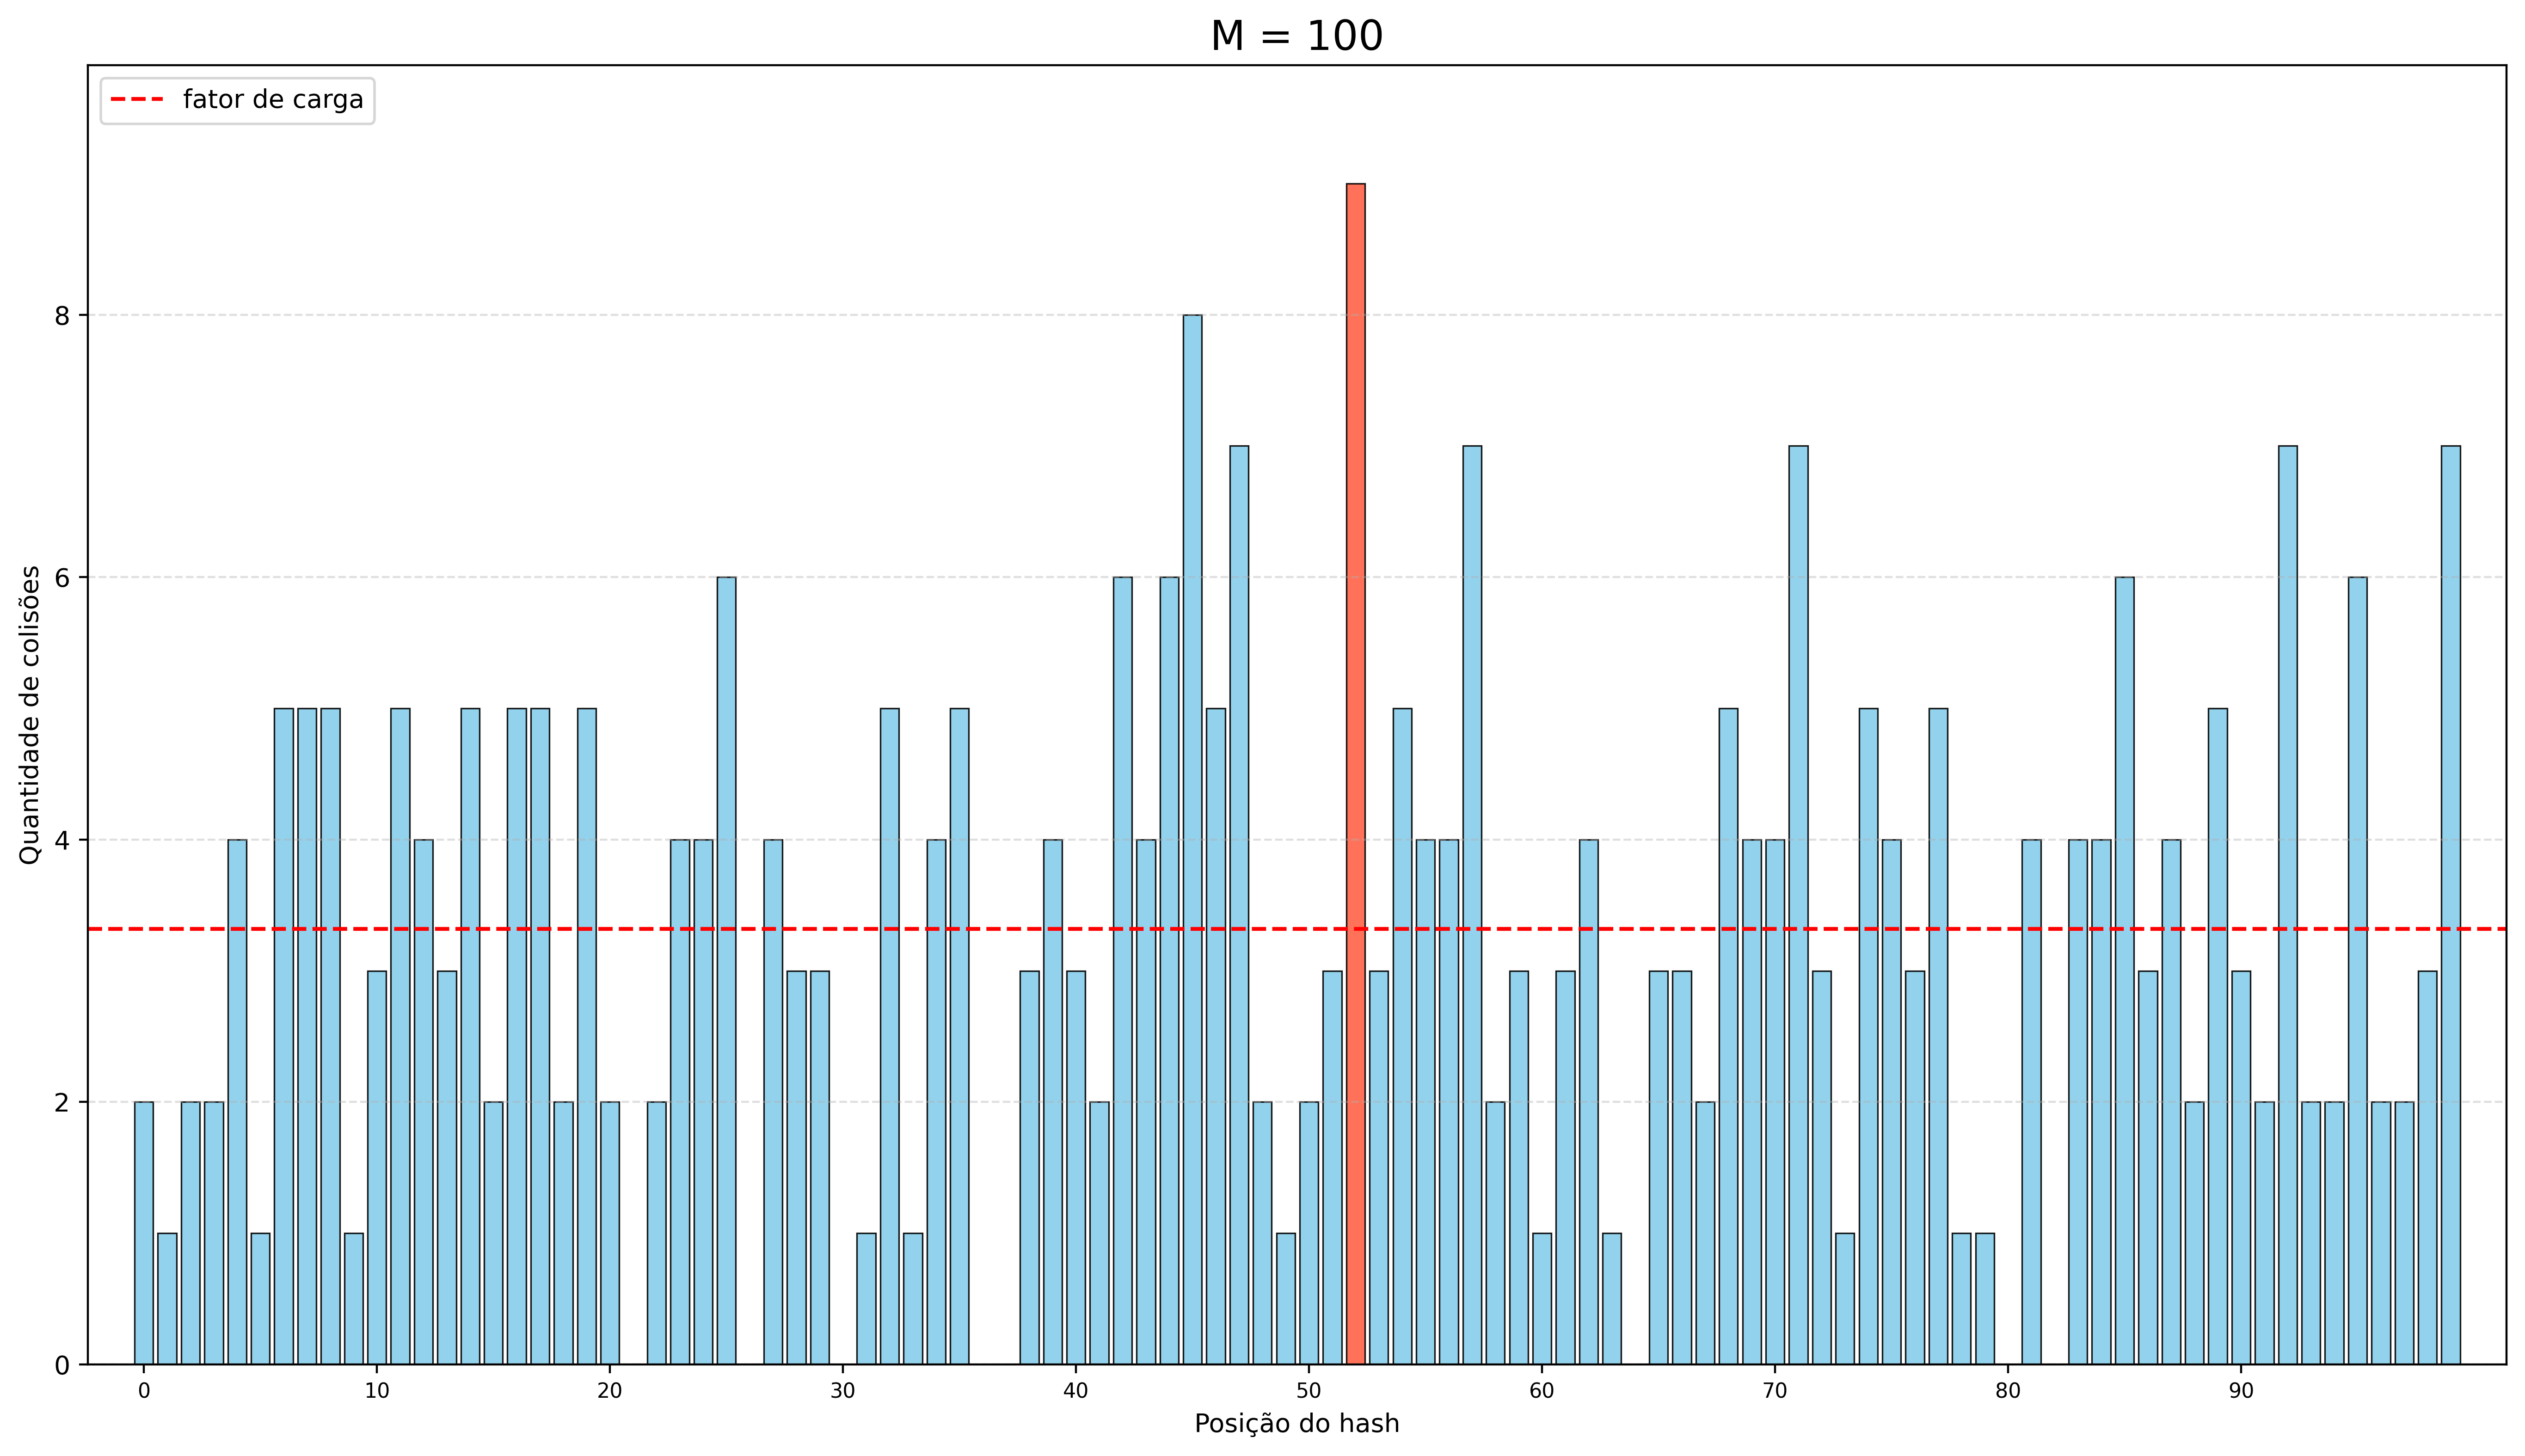 M = 100
fator de carga
Quantidade de colisões
8
6
4
2
0
0 10 20 30 40 50 60 70 80 90
Posição do hash